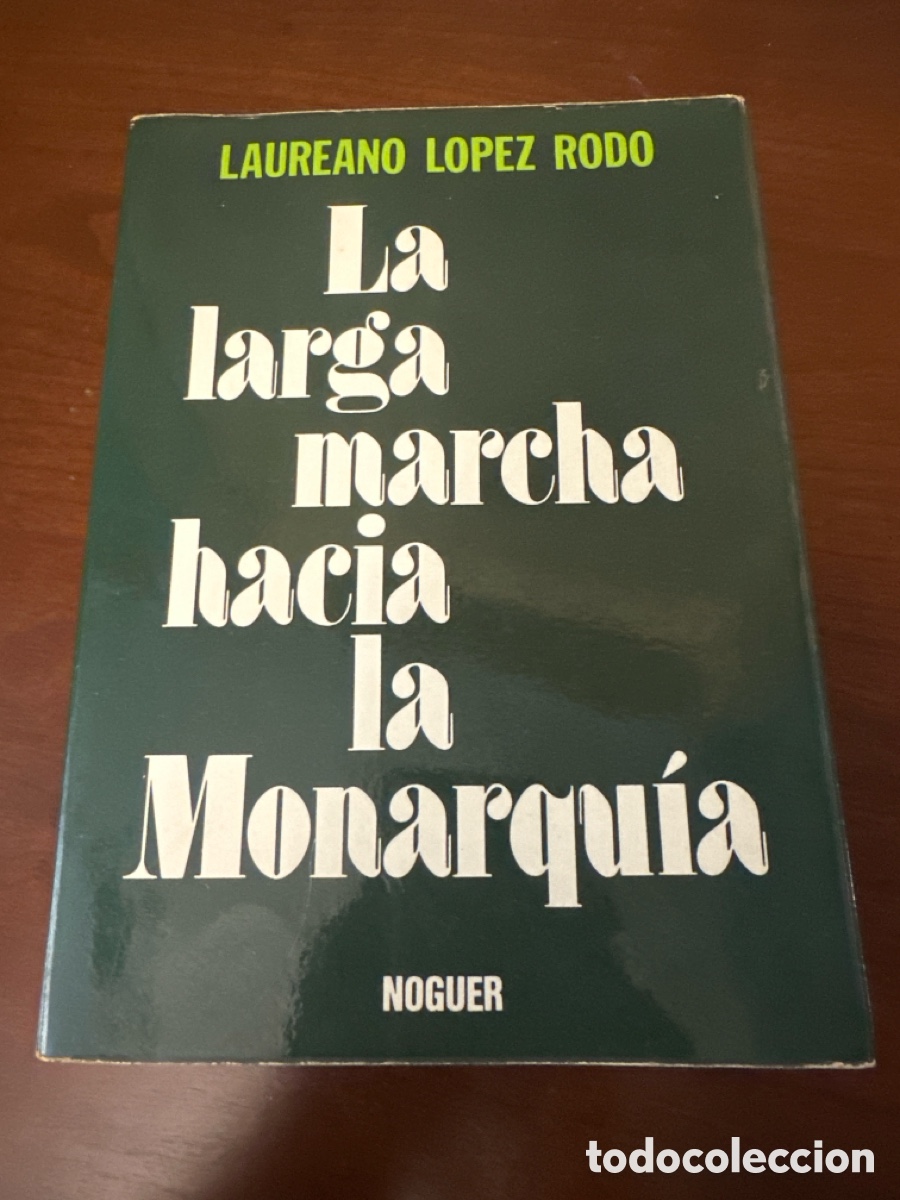 LAUREANO LOPEZ RODO
La
larga
marcha
hacia
la
Monarquía
NOGUER
todocoleccion